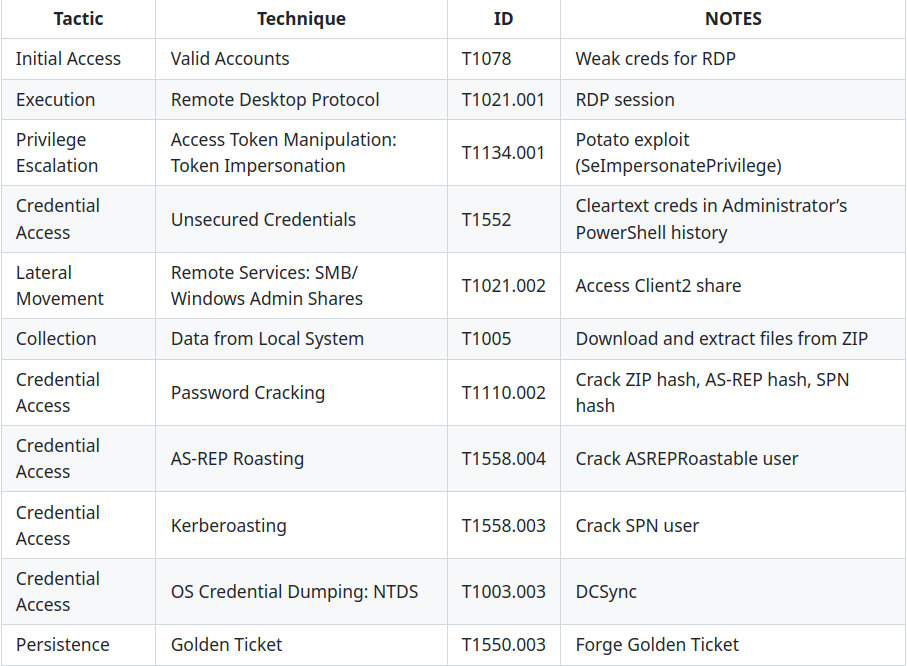 Tactic Technique ID NOTES
Initial Access Valid Accounts T1078 Weak creds for RDP
Execution Remote Desktop Protocol T1021.001 RDP session
Privilege Escalation Access Token Manipulation: Token Impersonation T1134.001 Potato exploit (SeImpersonatePrivilege)
Credential Access Unsecured Credentials T1552 Cleartext creds in Administrator’s PowerShell history
Lateral Movement Remote Services: SMB/ Windows Admin Shares T1021.002 Access Client2 share
Collection Data from Local System T1005 Download and extract files from ZIP
Credential Access Password Cracking T1110.002 Crack ZIP hash, AS-REP hash, SPN hash
Credential Access AS-REP Roasting T1558.004 Crack ASREPRoastable user
Credential Access Kerberoasting T1558.003 Crack SPN user
Credential Access OS Credential Dumping: NTDS T1003.003 DCSync
Persistence Golden Ticket T1550.003 Forge Golden Ticket